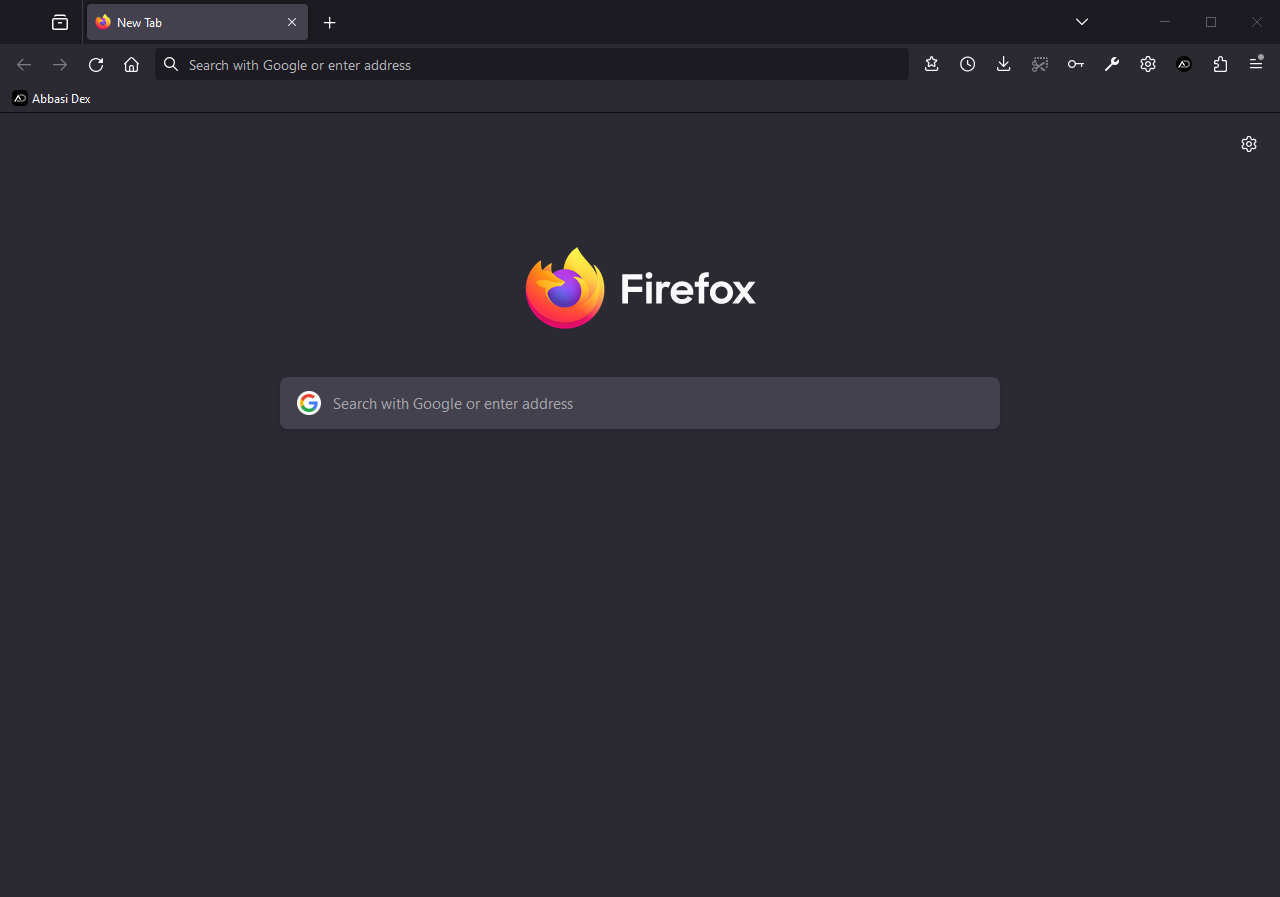 New Tab
Search with Google or enter address
Abbasi Dex
Firefox
Search with Google or enter address